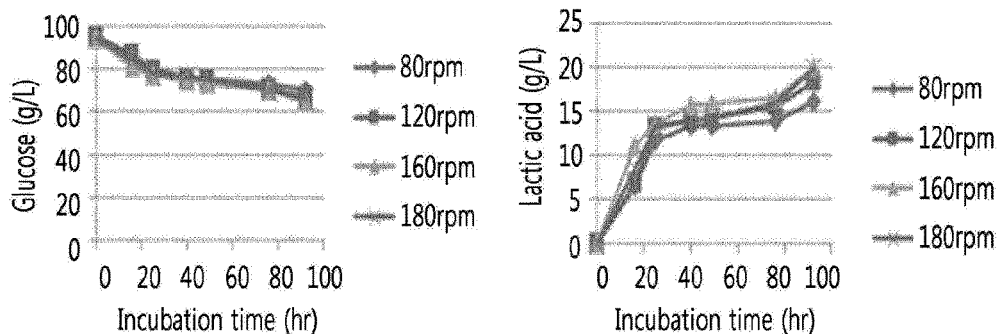 Glucose (g/L)
100
80
60
40
20
0
0 20 40 60 80 100
Incubation time (hr)
80rpm
120rpm
160rpm
180rpm
Lactic acid (g/L)
25
20
15
10
5
0
0 20 40 60 80 100
Incubation time (hr)
80rpm
120rpm
160rpm
180rpm